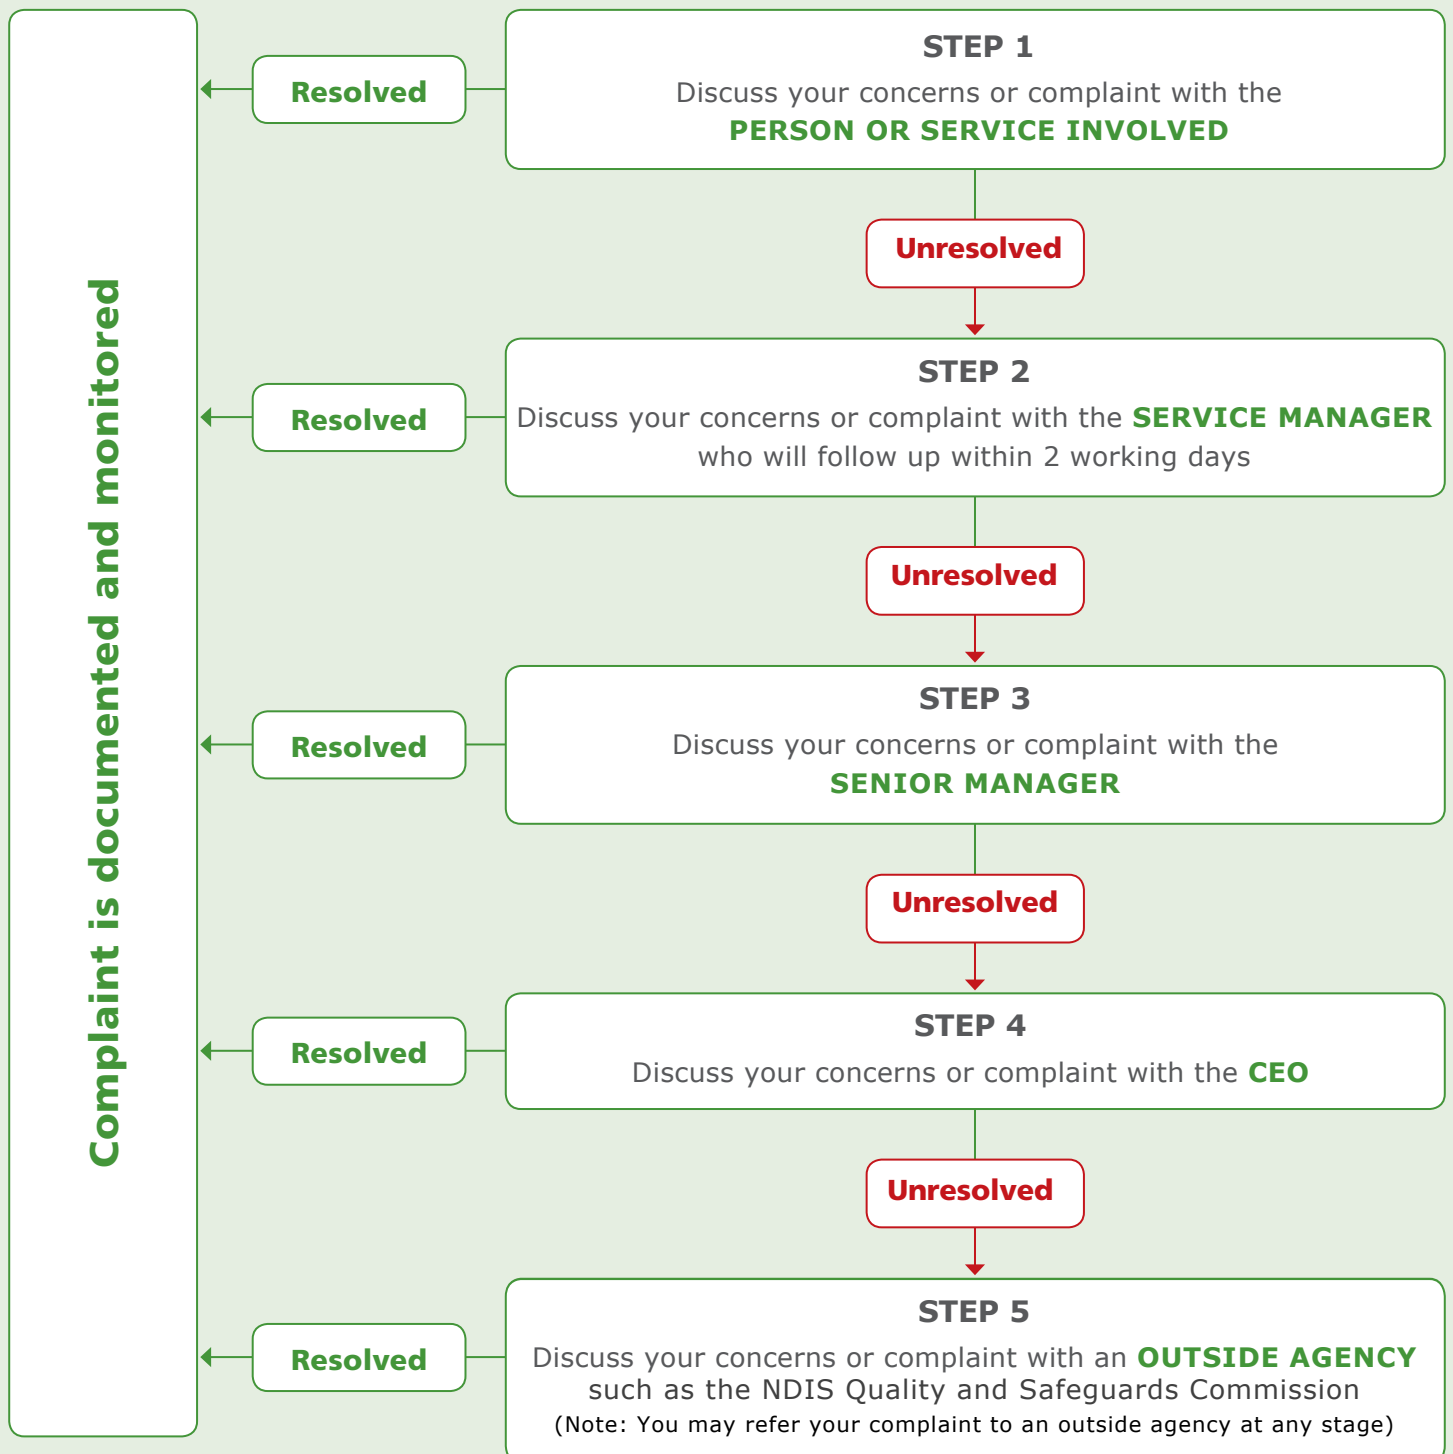 Complaint is documented and monitored
STEP 1
Discuss your concerns or complaint with the
PERSON OR SERVICE INVOLVED
Resolved
Unresolved
STEP 2
Discuss your concerns or complaint with the SERVICE MANAGER
who will follow up within 2 working days
Resolved
Unresolved
STEP 3
Discuss your concerns or complaint with the
SENIOR MANAGER
Resolved
Unresolved
STEP 4
Discuss your concerns or complaint with the CEO
Resolved
Unresolved
STEP 5
Discuss your concerns or complaint with an OUTSIDE AGENCY
such as the NDIS Quality and Safeguards Commission
(Note: You may refer your complaint to an outside agency at any stage)
Resolved